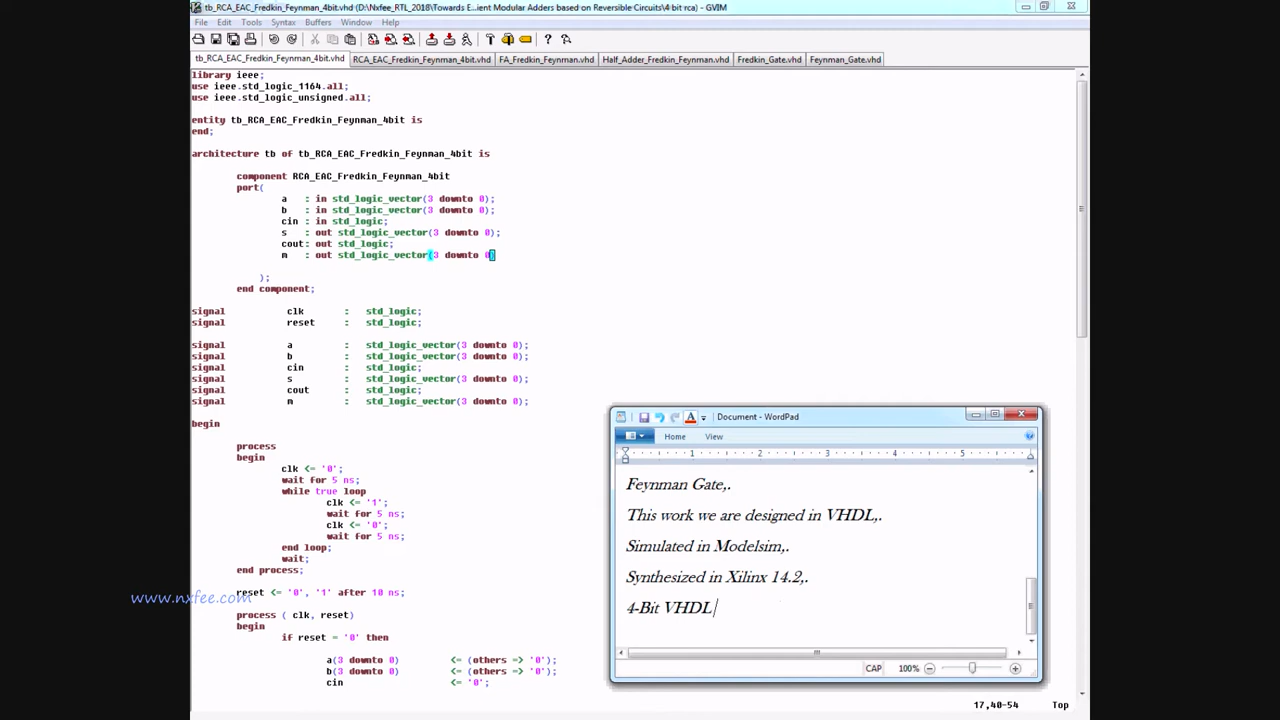 tb_RCA_EAC_Fredkin_Feynman_4bit.vhd (D:\Nxfee_RTL_2018\Towards E...ient Modular Adders based on Reversible Circuits\4 bit rca) - GVIM
File Edit Tools Syntax Buffers Window Help
tb_RCA_EAC_Fredkin_Feynman_4bit.vhd RCA_EAC_Fredkin_Feynman_4bit.vhd FA_Fredkin_Feynman.vhd Half_Adder_Fredkin_Feynman.vhd Fredkin_Gate.vhd Feynman_Gate.vhd
library ieee;
use ieee.std_logic_1164.all;
use ieee.std_logic_unsigned.all;
entity tb_RCA_EAC_Fredkin_Feynman_4bit is
end;
architecture tb of tb_RCA_EAC_Fredkin_Feynman_4bit is
component RCA_EAC_Fredkin_Feynman_4bit
port(
a : in std_logic_vector(3 downto 0);
b : in std_logic_vector(3 downto 0);
cin : in std_logic;
s : out std_logic_vector(3 downto 0);
cout: out std_logic;
m : out std_logic_vector(3 downto 0)
);
end component;
signal clk : std_logic;
signal reset : std_logic;
signal a : std_logic_vector(3 downto 0);
signal b : std_logic_vector(3 downto 0);
signal cin : std_logic;
signal s : std_logic_vector(3 downto 0);
signal cout : std_logic;
signal m : std_logic_vector(3 downto 0);
begin
process
begin
clk <= '0';
wait for 5 ns;
while true loop
clk <= '1';
wait for 5 ns;
clk <= '0';
wait for 5 ns;
end loop;
wait;
end process;
reset <= '0', '1' after 10 ns;
process ( clk, reset)
begin
if reset = '0' then
a(3 downto 0) <= (others => '0');
b(3 downto 0) <= (others => '0');
cin <= '0';
17,40-54 Top
www.nxfee.com
Document - WordPad
Home View
1 2 3 4 5
Feynman Gate,.
This work we are designed in VHDL,.
Simulated in Modelsim,.
Synthesized in Xilinx 14.2,.
4-Bit VHDL
CAP 100%